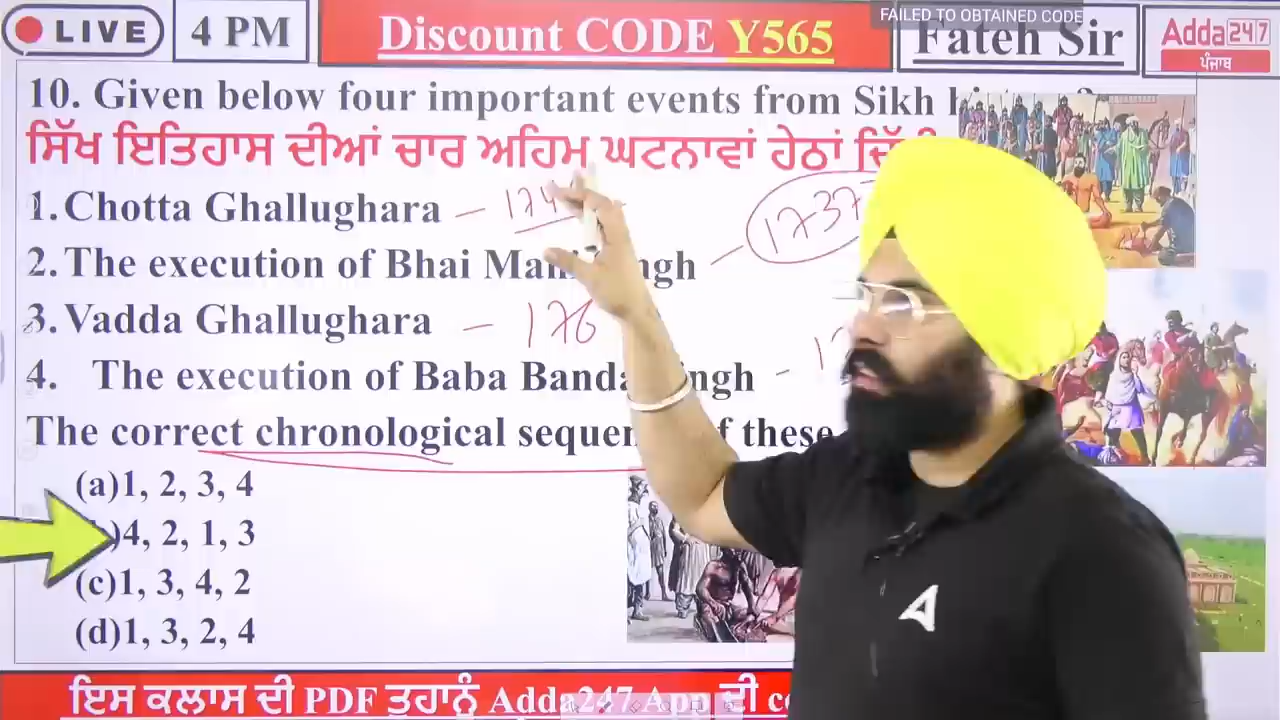 LIVE
4 PM
Discount CODE Y565
FAILED TO OBTAINED CODE
Fateh Sir
Adda247
ਪੰਜਾਬ
10. Given below four important events from Sikh
ਸਿੱਖ ਇਤਿਹਾਸ ਦੀਆਂ ਚਾਰ ਅਹਿਮ ਘਟਨਾਵਾਂ ਹੇਠਾਂ
1. Chotta Ghallughara – 174
2. The execution of Bhai Mani – 1737
3. Vadda Ghallughara – 176
4. The execution of Baba Banda –
The correct chronological of these
(a)1, 2, 3, 4
)4, 2, 1, 3
(c)1, 3, 4, 2
(d)1, 3, 2, 4
ਇਸ ਕਲਾਸ ਦੀ PDF ਤੁਹਾਨੂੰ Adda247 App ਦੀ